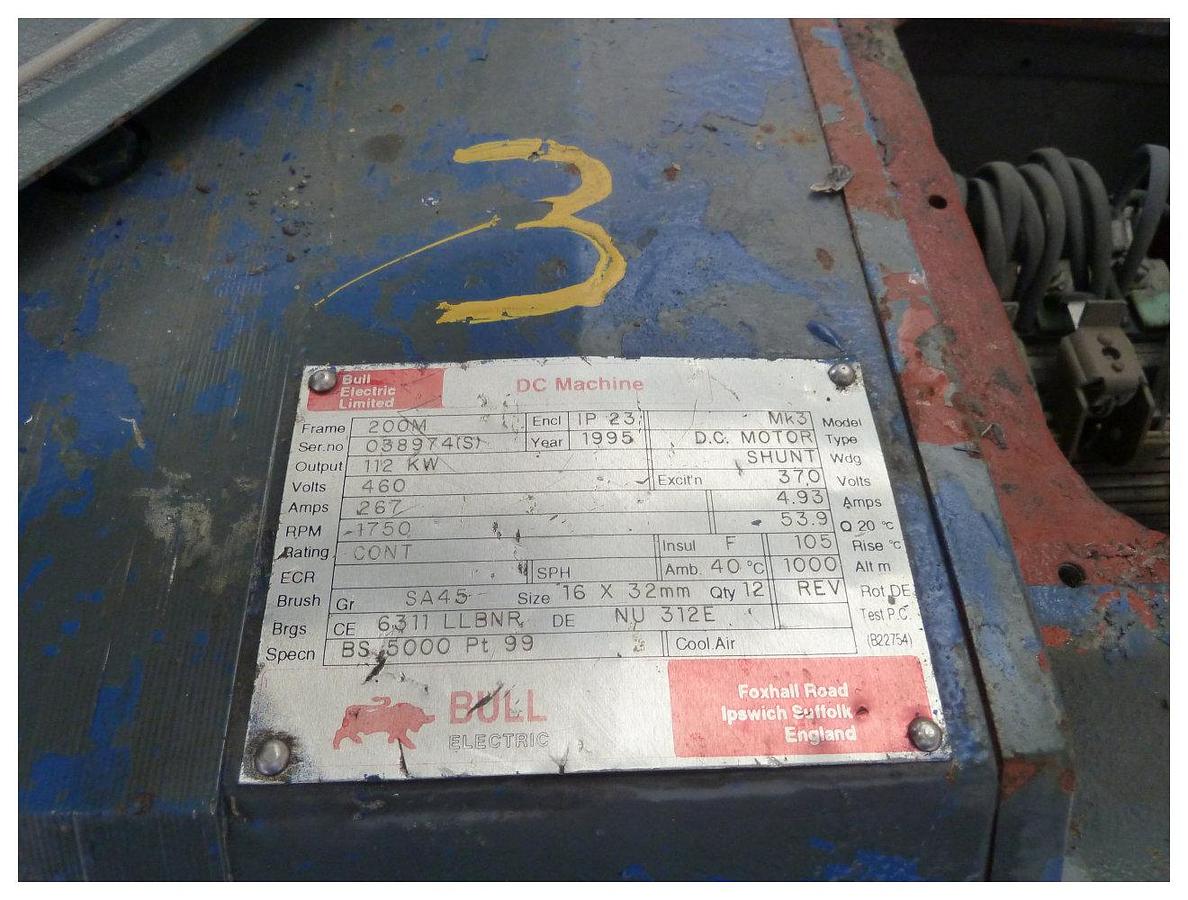 3
Bull
Electric
Limited
DC Machine
Frame 200M Encl IP 23 Mk3 Model
Ser.no 038974(S) Year 1995 D.C. MOTOR Type
Output 112 KW SHUNT Wdg
Volts 460 Excit'n 370 Volts
Amps 267 4.93 Amps
RPM 1750 53.9 Ω 20 °C
Rating CONT Insul F 105 Rise °C
ECR SPH Amb. 40 °C 1000 Alt m
Brush Gr SA45 Size 16 X 32mm Qty 12 REV Rot DE
Brgs CE 6311 LLBNR DE NU 312E Test P.C.
Specn BS 5000 Pt 99 Cool.Air (B22754)
BULL
ELECTRIC
Foxhall Road
Ipswich Suffolk
England